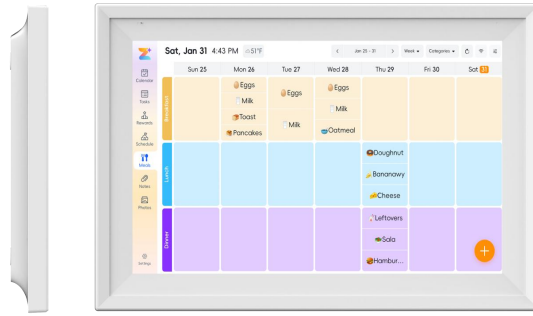 Sat, Jan 31 4:43 PM 51°F
Jan 25 - 31
Week
Categories
Sun 25 Mon 26 Tue 27 Wed 28 Thu 29 Fri 30 Sat 31
Calendar
Tasks
Rewards
Schedule
Meals
Notes
Photos
Settings
Breakfast
Eggs
Milk
Toast
Pancakes
Eggs
Milk
Eggs
Milk
Oatmeal
Lunch
Doughnut
Bananawy
Cheese
Dinner
Leftovers
Sala
Hambur...